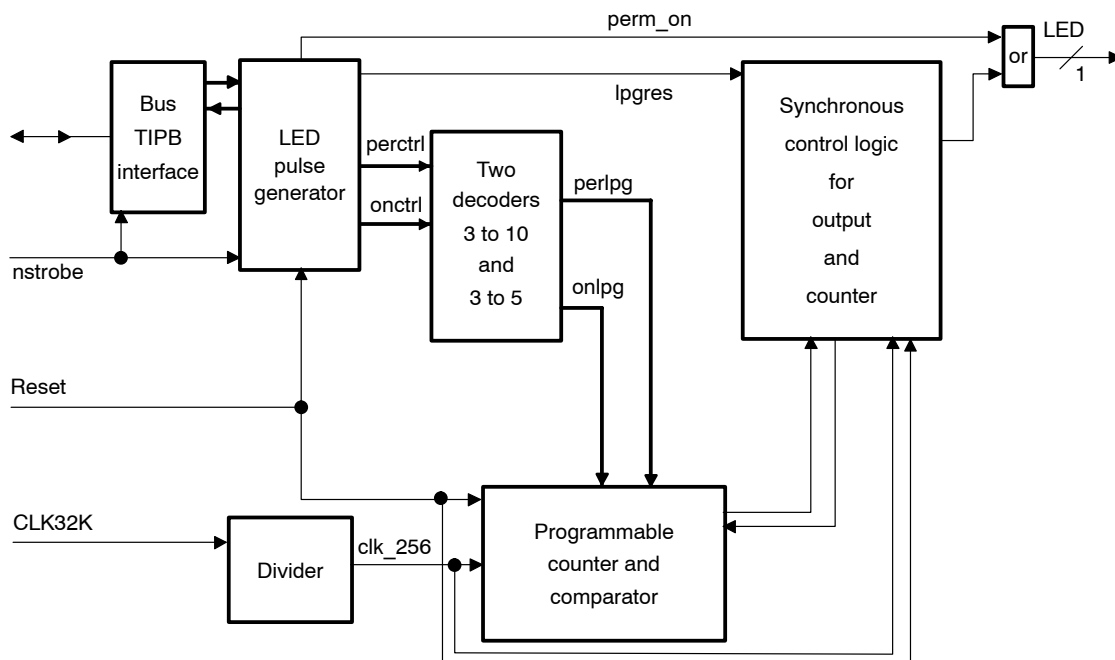 perm_on
LED
or
1
lpgres
Bus
TIPB
interface
LED
pulse
generator
perctrl
onctrl
Two
decoders
3 to 10
and
3 to 5
perlpg
onlpg
Synchronous
control logic
for
output
and
counter
nstrobe
Reset
CLK32K
Divider
clk_256
Programmable
counter and
comparator